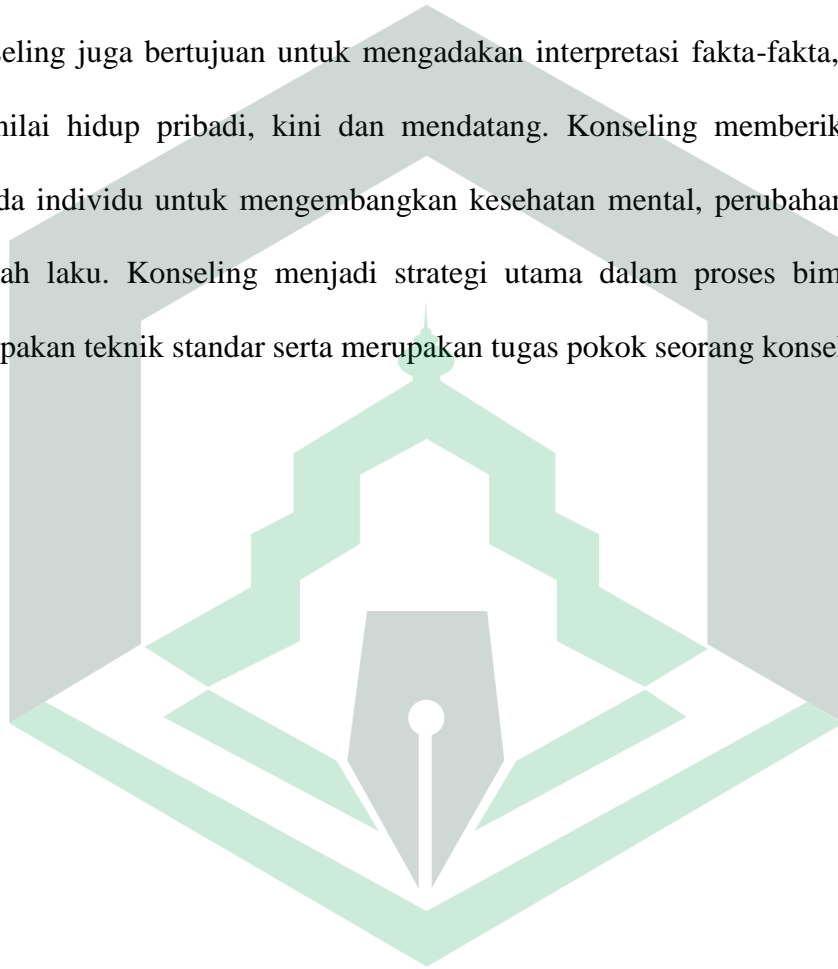 seling juga bertujuan untuk mengadakan interpretasi fakta-fakta,
nilai hidup pribadi, kini dan mendatang. Konseling memberik
da individu untuk mengembangkan kesehatan mental, perubahan
ah laku. Konseling menjadi strategi utama dalam proses bim
pakan teknik standar serta merupakan tugas pokok seorang konsel